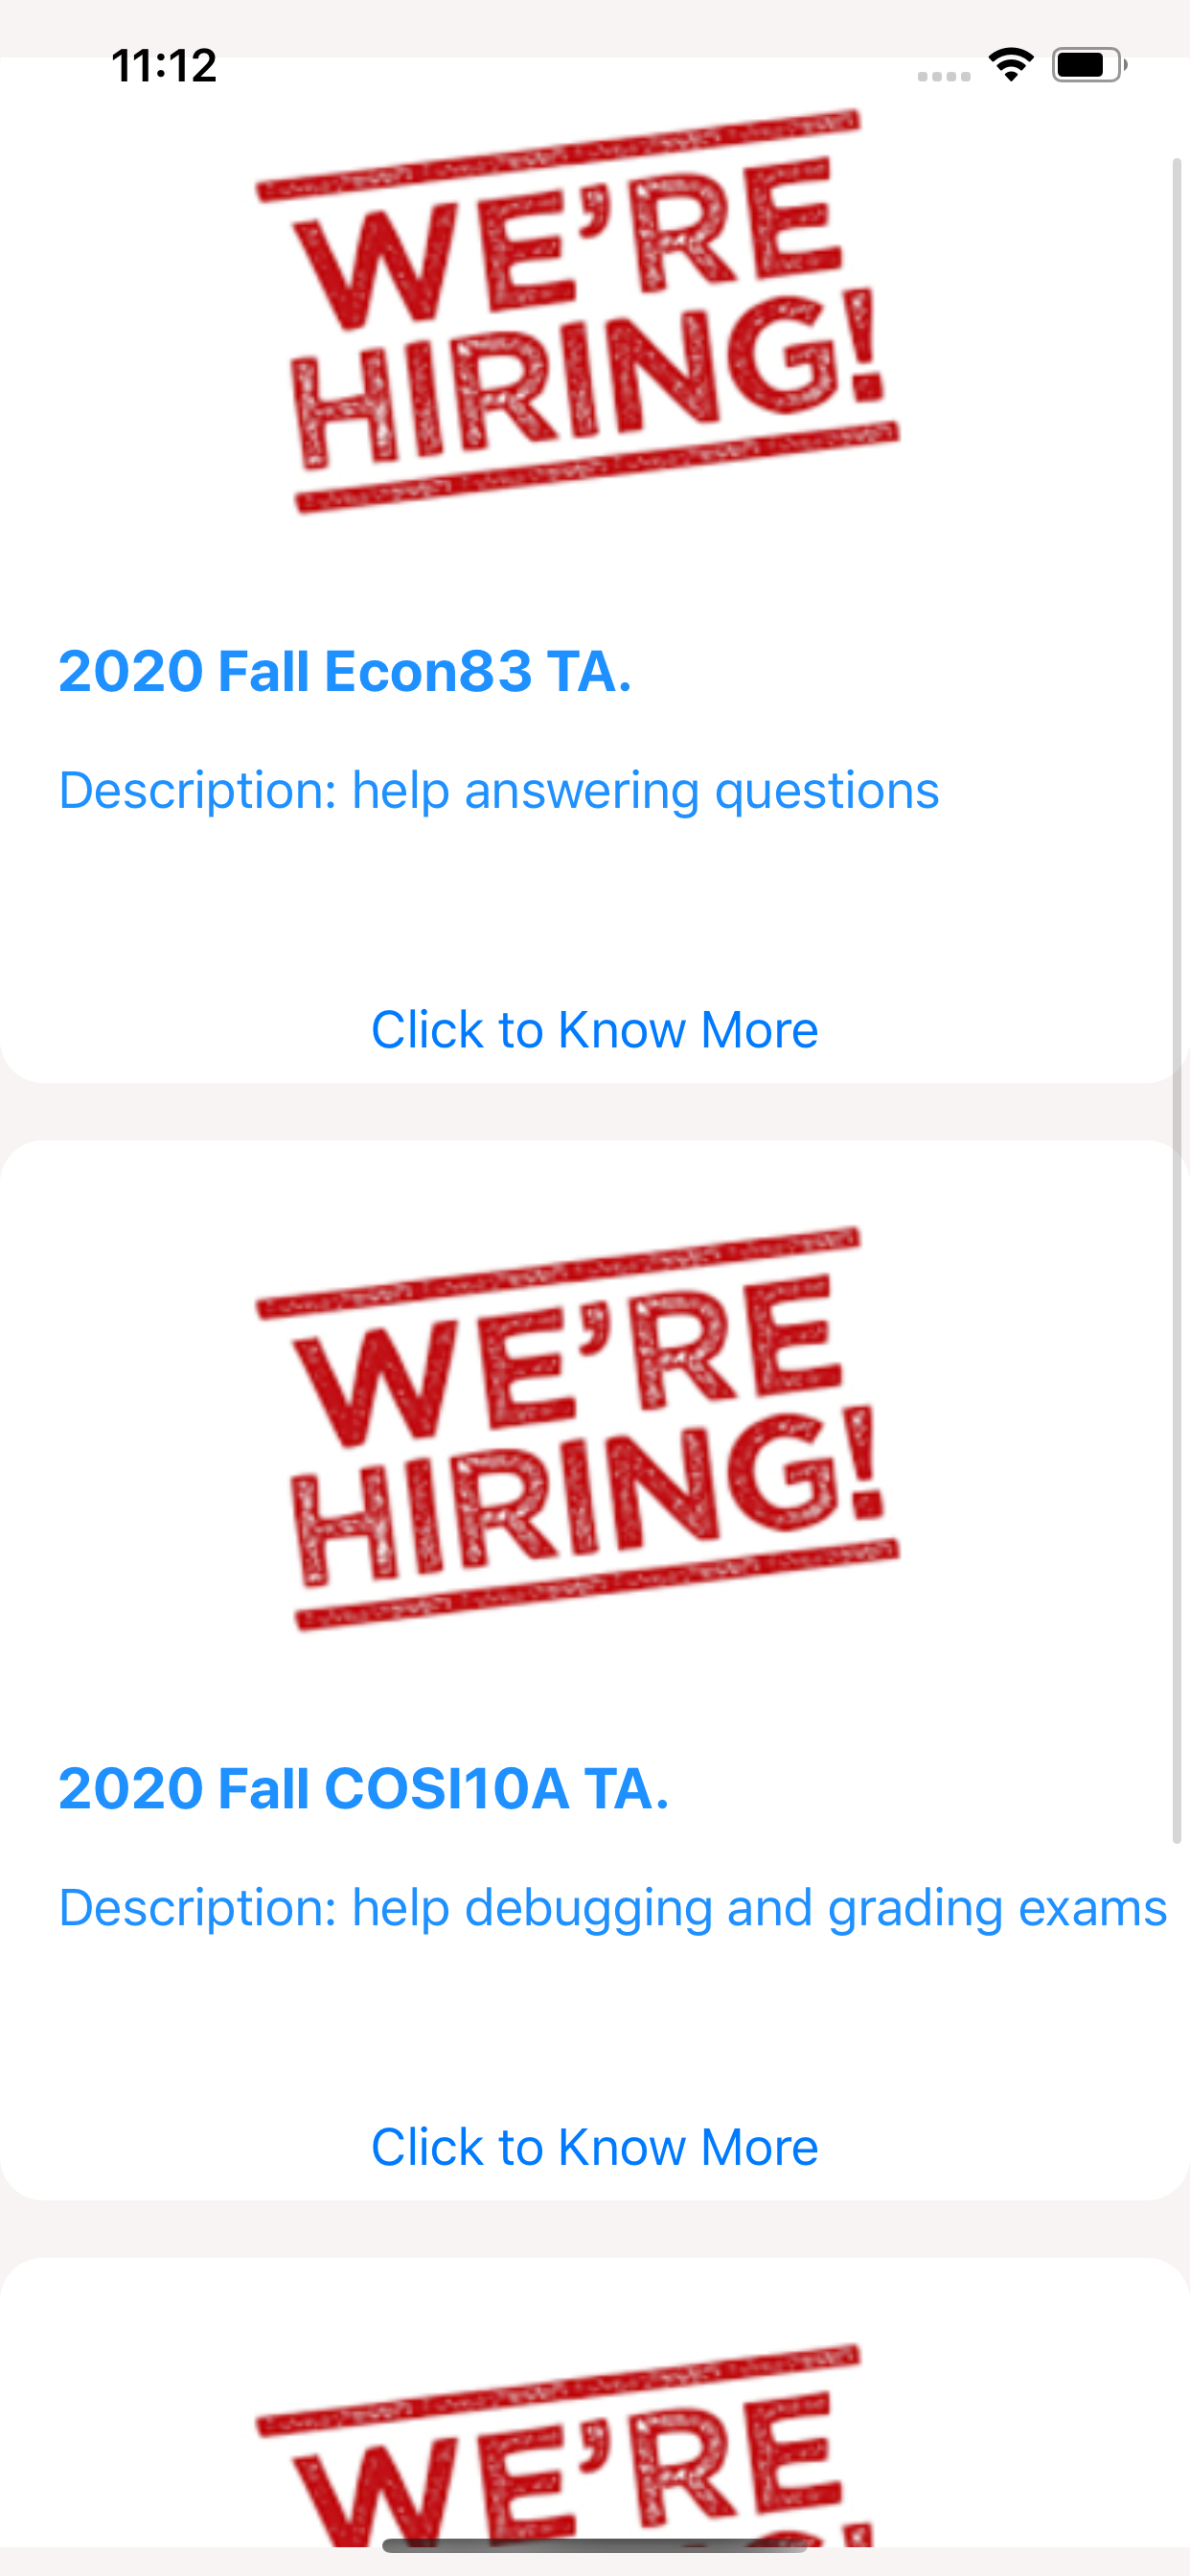 11:12
WE’RE
HIRING!
2020 Fall Econ83 TA.
Description: help answering questions
Click to Know More
WE’RE
HIRING!
2020 Fall COSI10A TA.
Description: help debugging and grading exams
Click to Know More
WE’RE